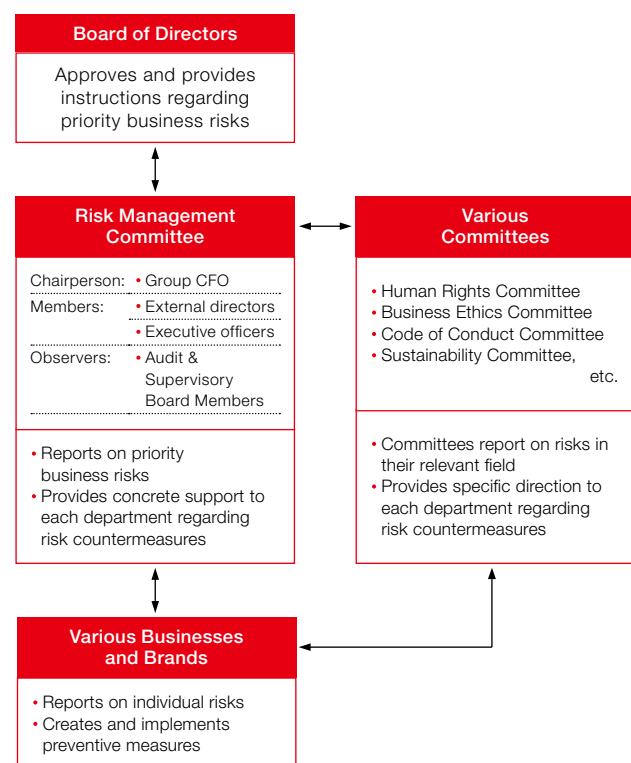 Board of Directors
Approves and provides
instructions regarding
priority business risks
Risk Management
Committee
Chairperson: • Group CFO
Members: • External directors
• Executive officers
Observers: • Audit &
Supervisory
Board Members
• Reports on priority
business risks
• Provides concrete support to
each department regarding
risk countermeasures
Various
Committees
• Human Rights Committee
• Business Ethics Committee
• Code of Conduct Committee
• Sustainability Committee,
etc.
• Committees report on risks in
their relevant field
• Provides specific direction to
each department regarding
risk countermeasures
Various Businesses
and Brands
• Reports on individual risks
• Creates and implements
preventive measures